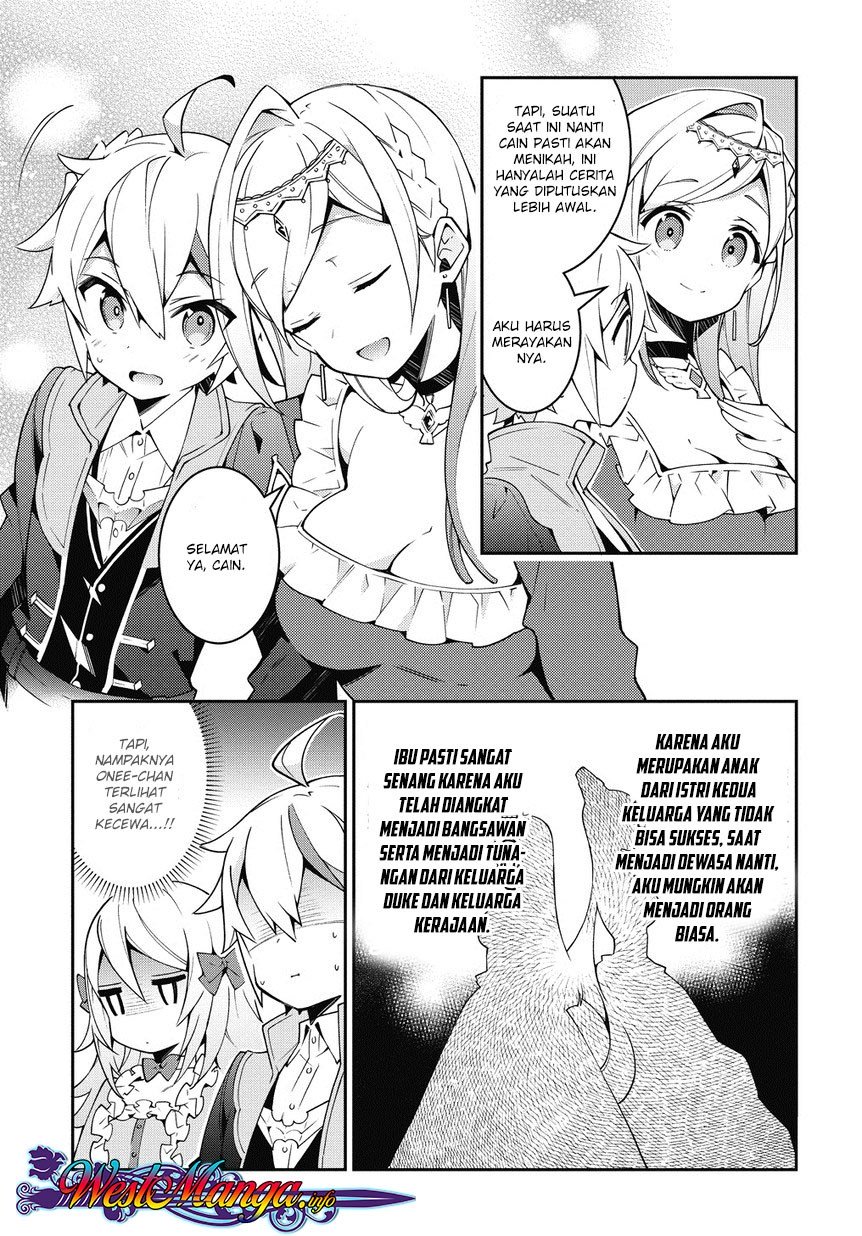 TAPI, SUATU
SAAT INI NANTI
CAIN PASTI AKAN
MENIKAH, INI
HANYALAH CERITA
YANG DIPUTUSKAN
LEBIH AWAL.
AKU HARUS
MERAYAKAN
NYA.
SELAMAT
YA, CAIN.
KARENA AKU
MERUPAKAN ANAK
DARI ISTRI KEDUA
KELUARGA YANG TIDAK
BISA SUKSES, SAAT
MENJADI DEWASA NANTI,
AKU MUNGKIN AKAN
MENJADI ORANG
BIASA.
IBU PASTI SANGAT
SENANG KARENA AKU
TELAH DIANGKAT
MENJADI BANGSAWAN
SERTA MENJADI TUNA-
NGAN DARI KELUARGA
DUKE DAN KELUARGA
KERAJAAN.
TAPI,
NAMPAKNYA
ONEE-CHAN
TERLIHAT
SANGAT
KECEWA...!!
WestManga.info